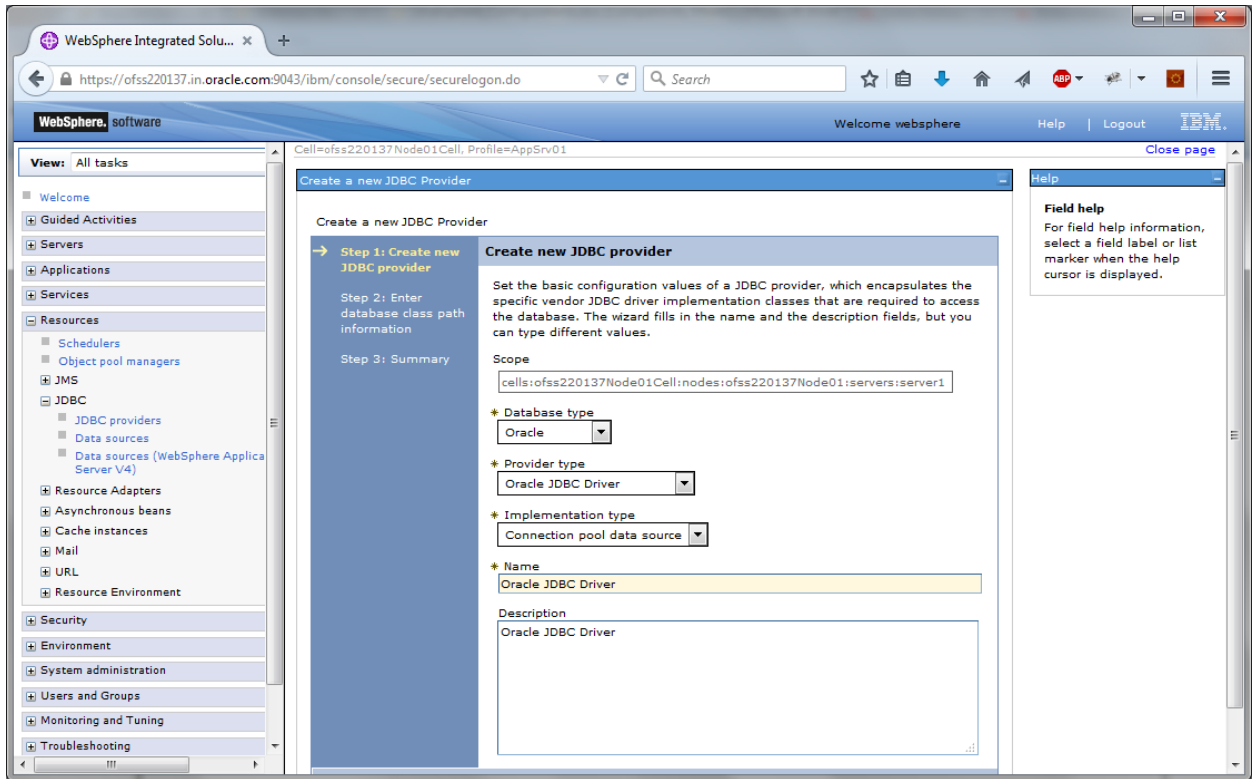 WebSphere Integrated Solu...
https://ofss220137.in.oracle.com:9043/ibm/console/secure/securelogon.do
Search
ABP
WebSphere. software
Welcome websphere
Help | Logout
IBM.
View: All tasks
Welcome
Guided Activities
Servers
Applications
Services
Resources
Schedulers
Object pool managers
JMS
JDBC
JDBC providers
Data sources
Data sources (WebSphere Applica
Server V4)
Resource Adapters
Asynchronous beans
Cache instances
Mail
URL
Resource Environment
Security
Environment
System administration
Users and Groups
Monitoring and Tuning
Troubleshooting
Cell=ofss220137Node01Cell, Profile=AppSrv01
Close page
Create a new JDBC Provider
Create a new JDBC Provider
Step 1: Create new
JDBC provider
Step 2: Enter
database class path
information
Step 3: Summary
Create new JDBC provider
Set the basic configuration values of a JDBC provider, which encapsulates the
specific vendor JDBC driver implementation classes that are required to access
the database. The wizard fills in the name and the description fields, but you
can type different values.
Scope
cells:ofss220137Node01Cell:nodes:ofss220137Node01:servers:server1
* Database type
Oracle
* Provider type
Oracle JDBC Driver
* Implementation type
Connection pool data source
* Name
Oracle JDBC Driver
Description
Oracle JDBC Driver
Help
Field help
For field help information,
select a field label or list
marker when the help
cursor is displayed.